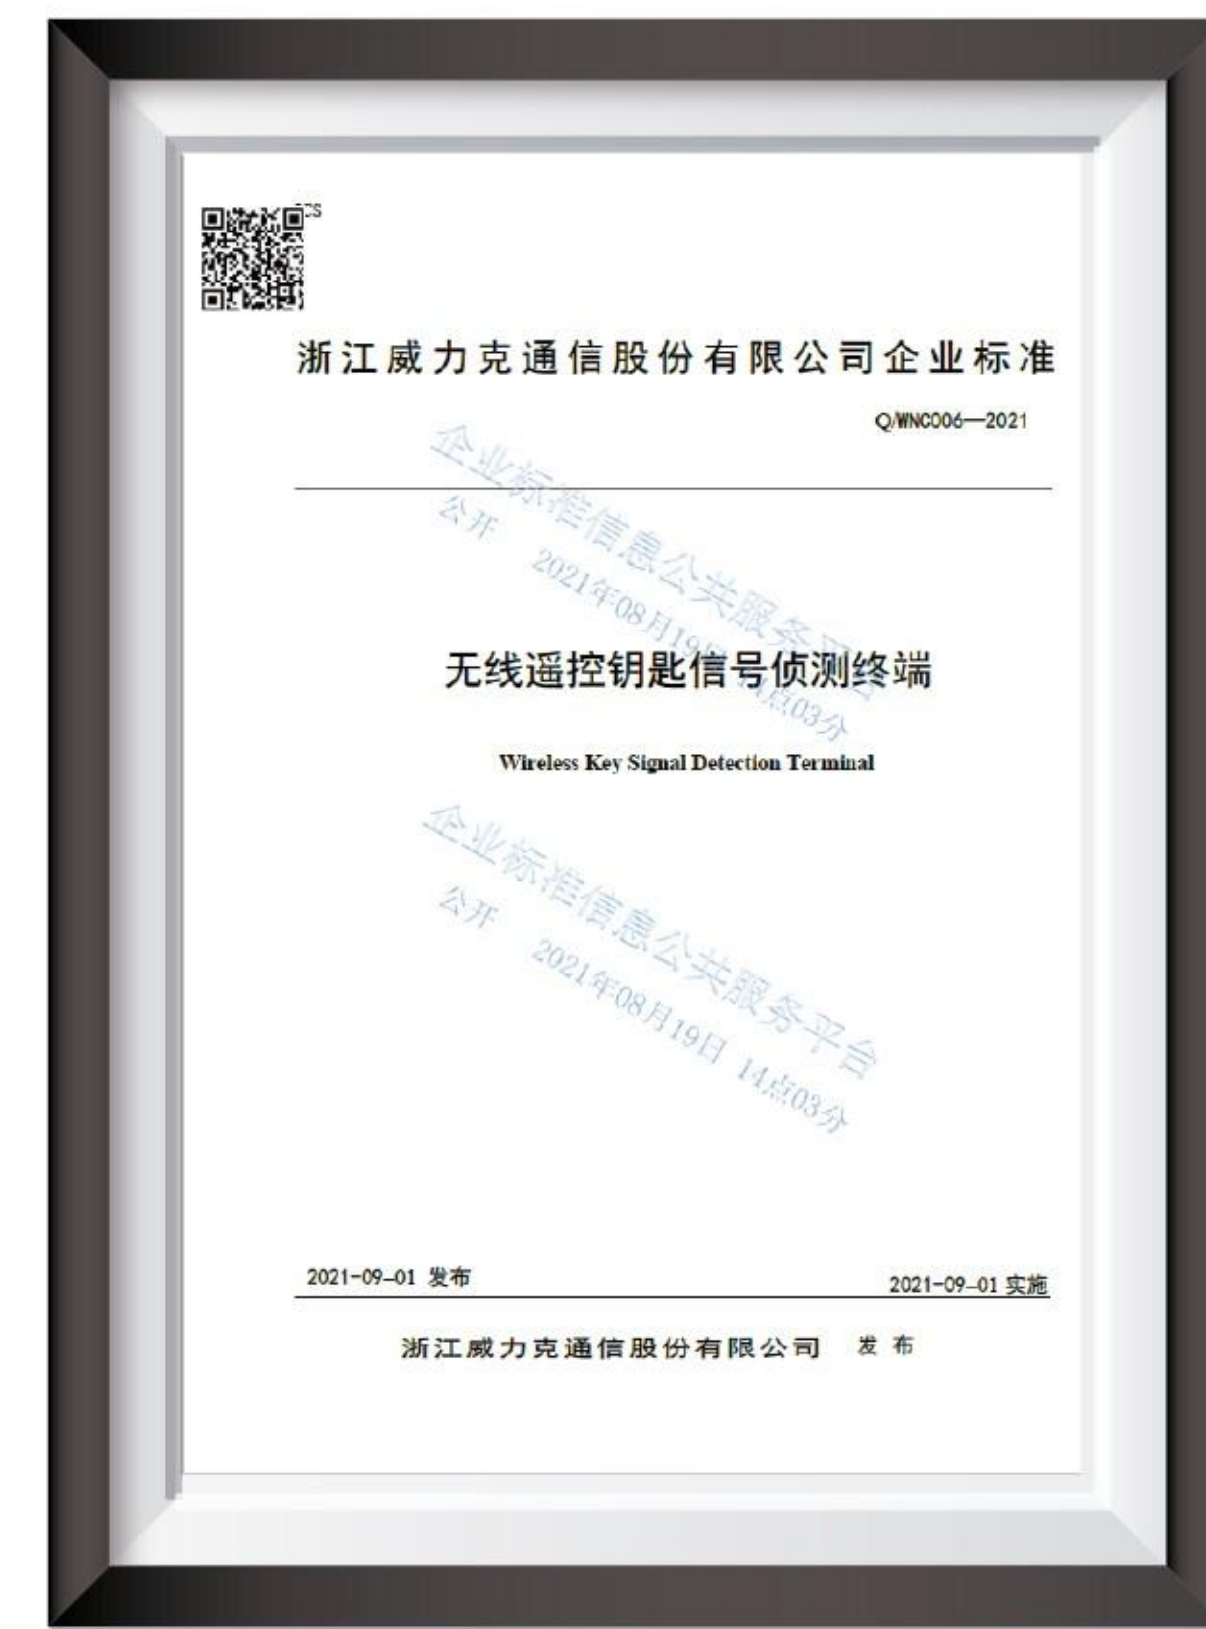 CS
浙江威力克通信股份有限公司企业标准
Q/WNC006—2021
企业标准信息公共服务平台
公开 2021年08月19日 14点03分
无线遥控钥匙信号侦测终端
Wireless Key Signal Detection Terminal
企业标准信息公共服务平台
公开 2021年08月19日 14点03分
2021-09-01 发布
2021-09-01 实施
浙江威力克通信股份有限公司 发布